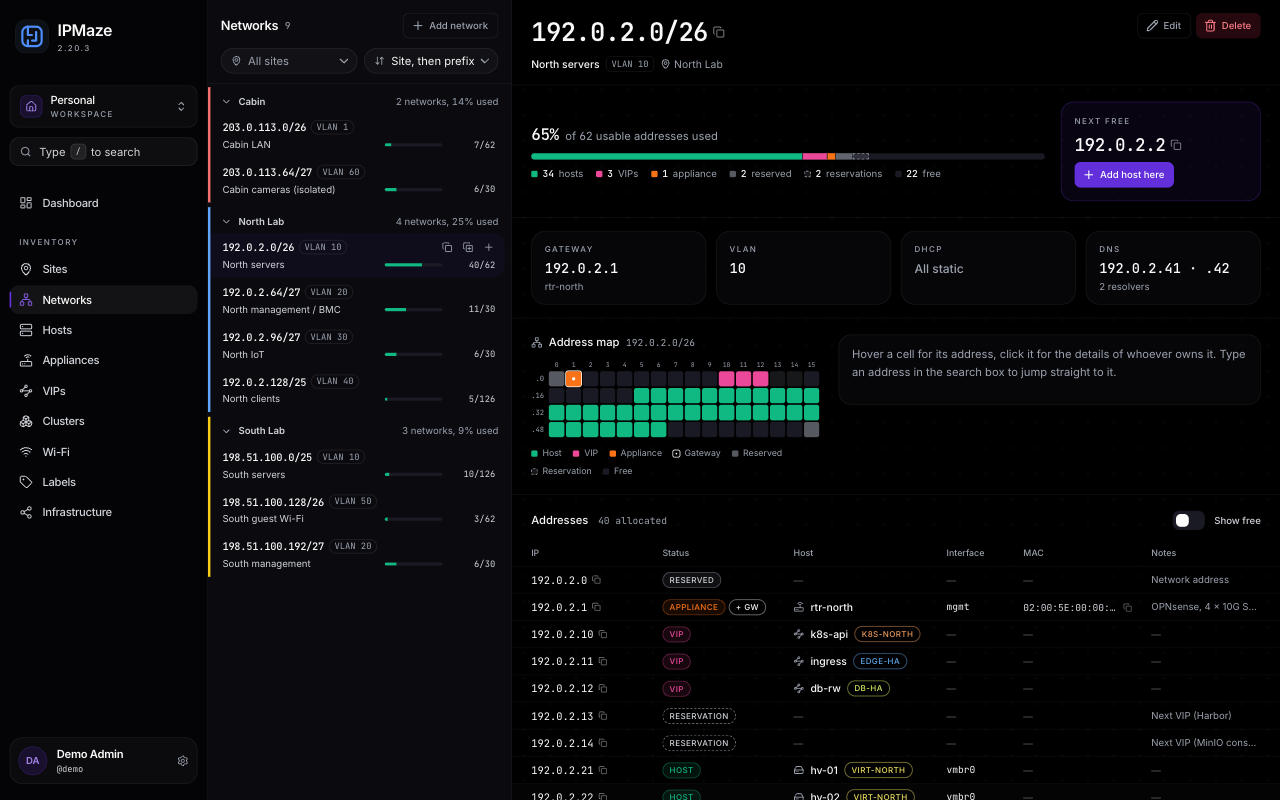 IPMaze
2.20.3
Personal
WORKSPACE
Type / to search
Dashboard
INVENTORY
Sites
Networks
Hosts
Appliances
VIPs
Clusters
Wi-Fi
Labels
Infrastructure
DA
Demo Admin
@demo
Networks 9
Add network
All sites
Site, then prefix
Cabin 2 networks, 14% used
203.0.113.0/26 VLAN 1
Cabin LAN 7/62
203.0.113.64/27 VLAN 60
Cabin cameras (isolated) 6/30
North Lab 4 networks, 25% used
192.0.2.0/26 VLAN 10
North servers 40/62
192.0.2.64/27 VLAN 20
North management / BMC 11/30
192.0.2.96/27 VLAN 30
North IoT 6/30
192.0.2.128/25 VLAN 40
North clients 5/126
South Lab 3 networks, 9% used
198.51.100.0/25 VLAN 10
South servers 10/126
198.51.100.128/26 VLAN 50
South guest Wi-Fi 3/62
198.51.100.192/27 VLAN 20
South management 6/30
192.0.2.0/26
Edit
Delete
North servers VLAN 10 North Lab
65% of 62 usable addresses used
34 hosts 3 VIPs 1 appliance 2 reserved 2 reservations 22 free
NEXT FREE
192.0.2.2
Add host here
GATEWAY
192.0.2.1
rtr-north
VLAN
10
DHCP
All static
DNS
192.0.2.41 · .42
2 resolvers
Address map 192.0.2.0/26
0 1 2 3 4 5 6 7 8 9 10 11 12 13 14 15
.0
.16
.32
.48
Host VIP Appliance Gateway Reserved
Reservation Free
Hover a cell for its address, click it for the details of whoever owns it. Type
an address in the search box to jump straight to it.
Addresses 40 allocated
Show free
IP Status Host Interface MAC Notes
192.0.2.0 RESERVED — — — Network address
192.0.2.1 APPLIANCE + GW rtr-north mgmt 02:00:5E:00:00:… OPNsense, 4 × 10G S…
192.0.2.10 VIP k8s-api K8S-NORTH — — —
192.0.2.11 VIP ingress EDGE-HA — — —
192.0.2.12 VIP db-rw DB-HA — — —
192.0.2.13 RESERVATION — — — Next VIP (Harbor)
192.0.2.14 RESERVATION — — — Next VIP (MinIO cons…
192.0.2.21 HOST hv-01 VIRT-NORTH vmbr0 — —
192.0.2.22 HOST hv-02 VIRT-NORTH vmbr0 — —